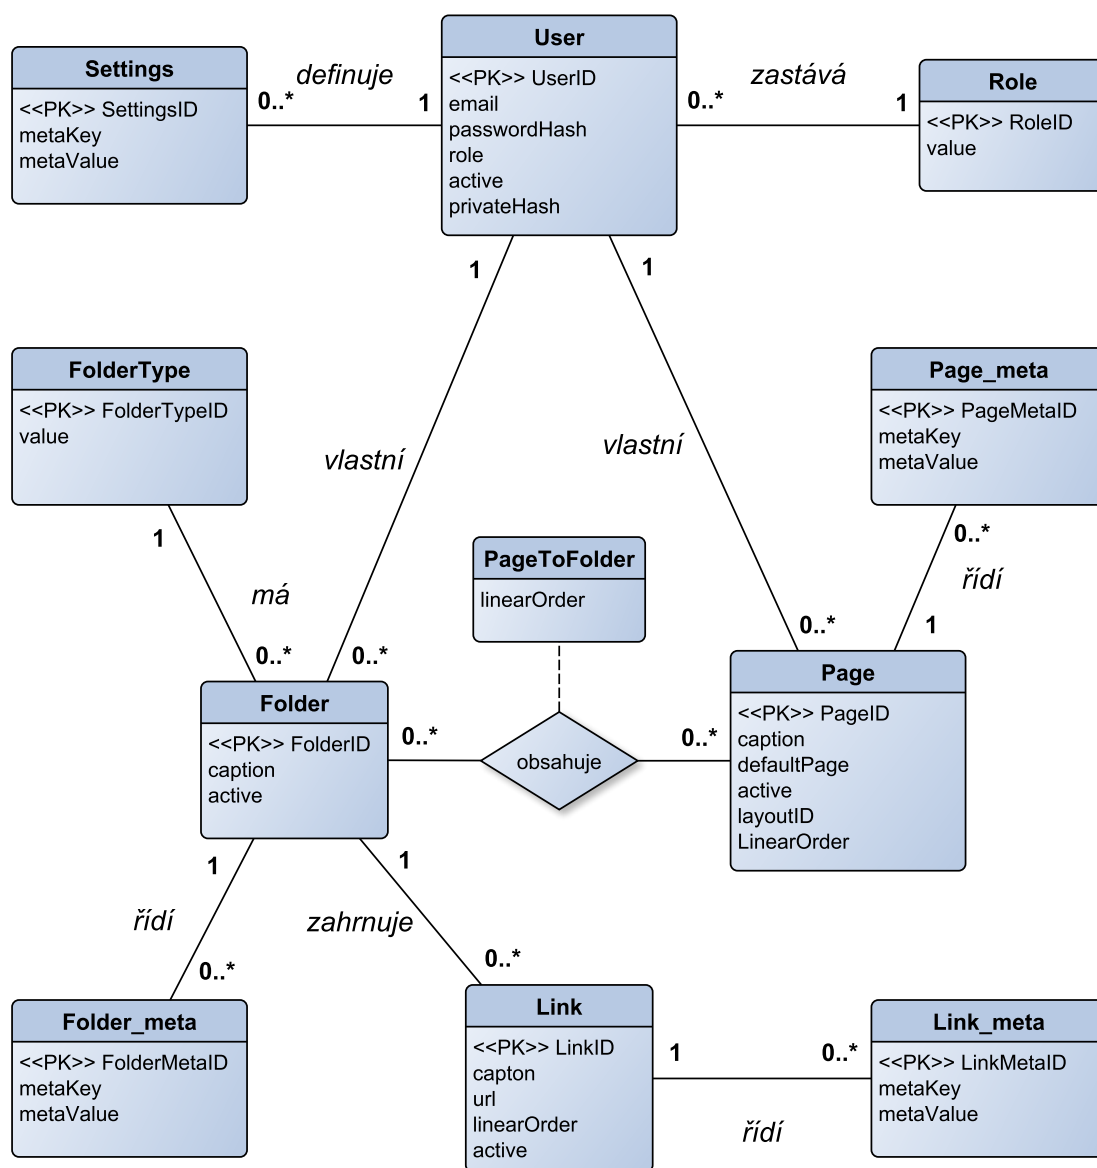 Settings
<<PK>> SettingsID
metaKey
metaValue
definuje
0..*
1
User
<<PK>> UserID
email
passwordHash
role
active
privateHash
zastává
0..*
1
Role
<<PK>> RoleID
value
1
1
FolderType
<<PK>> FolderTypeID
value
vlastní
vlastní
Page_meta
<<PK>> PageMetaID
metaKey
metaValue
1
má
0..*
0..*
PageToFolder
linearOrder
0..*
0..*
řídí
1
Folder
<<PK>> FolderID
caption
active
0..*
obsahuje
0..*
Page
<<PK>> PageID
caption
defaultPage
active
layoutID
LinearOrder
1
řídí
0..*
1
zahrnuje
0..*
Folder_meta
<<PK>> FolderMetaID
metaKey
metaValue
Link
<<PK>> LinkID
capton
url
linearOrder
active
1
0..*
řídí
Link_meta
<<PK>> LinkMetaID
metaKey
metaValue